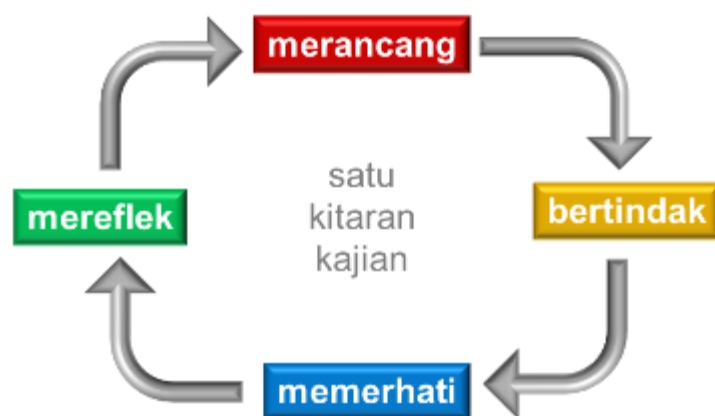 merancang
bertindak
memerhati
mereflek
satu
kitaran
kajian